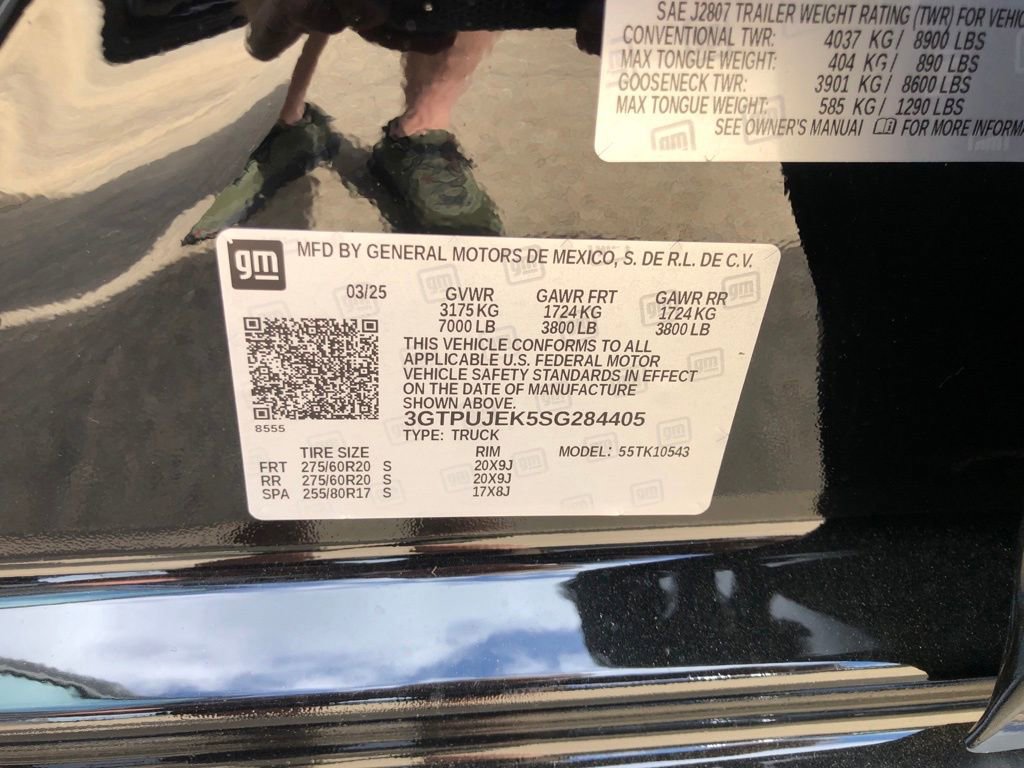 SAE J2807 TRAILER WEIGHT RATING (TWR) FOR
CONVENTIONAL TWR: 4037 KG / 8900 LBS
MAX TONGUE WEIGHT: 404 KG / 890 LBS
GOOSENECK TWR: 3901 KG / 8600 LBS
MAX TONGUE WEIGHT: 585 KG / 1290 LBS
SEE OWNER'S MANUAL FOR MORE
gm
gm MFD BY GENERAL MOTORS DE MEXICO, S. DE R.L. DE C.V.
03/25 GVWR GAWR FRT GAWR RR
3175 KG 1724 KG 1724 KG
7000 LB 3800 LB 3800 LB
THIS VEHICLE CONFORMS TO ALL
APPLICABLE U.S. FEDERAL MOTOR
VEHICLE SAFETY STANDARDS IN EFFECT
ON THE DATE OF MANUFACTURE
SHOWN ABOVE.
3GTPUJEK5SG284405
8555
TYPE: TRUCK MODEL: 55TK10543
TIRE SIZE RIM
FRT 275/60R20 S 20X9J
RR 275/60R20 S 20X9J
SPA 255/80R17 S 17X8J